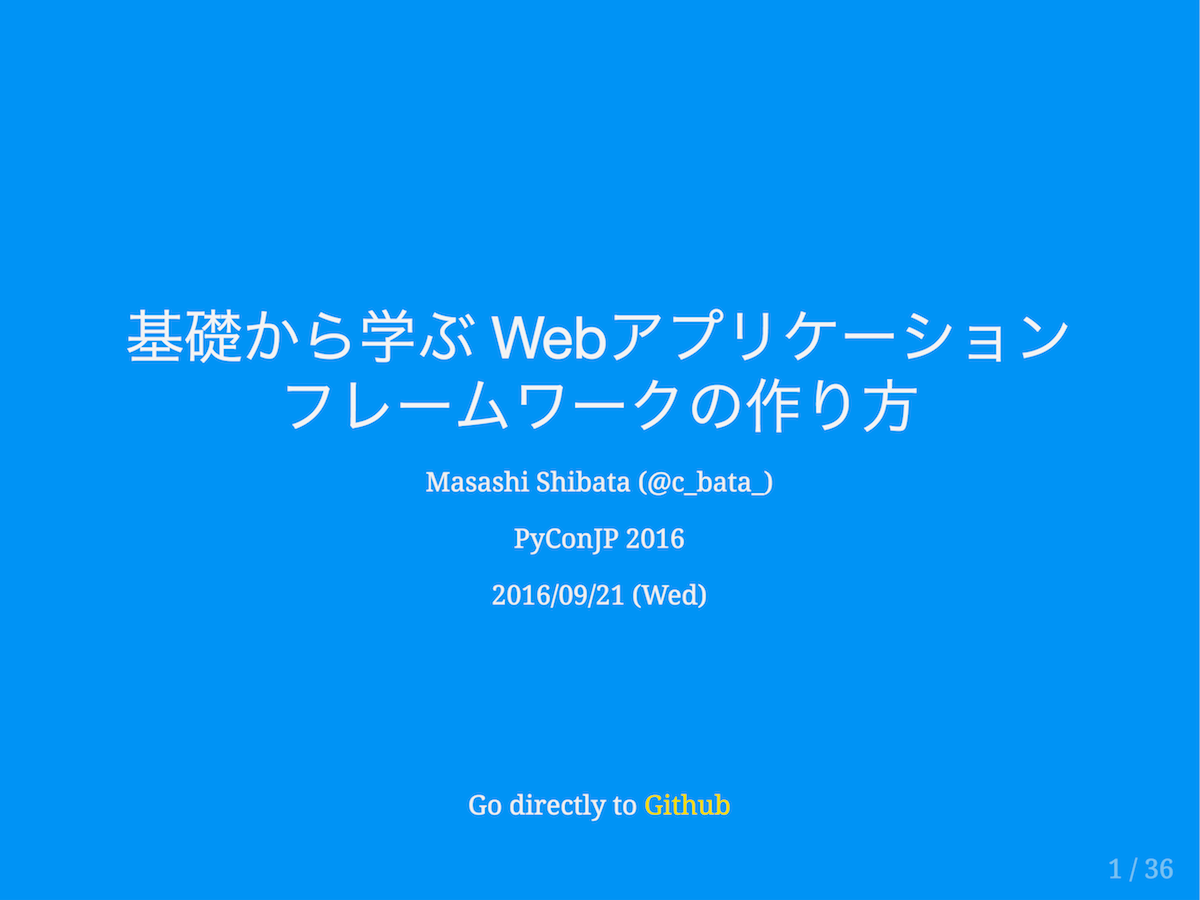 基礎から学ぶ Webアプリケーション
フレームワークの作り方
Masashi Shibata (@c_bata_)
PyConJP 2016
2016/09/21 (Wed)
Go directly to Github
1 / 36